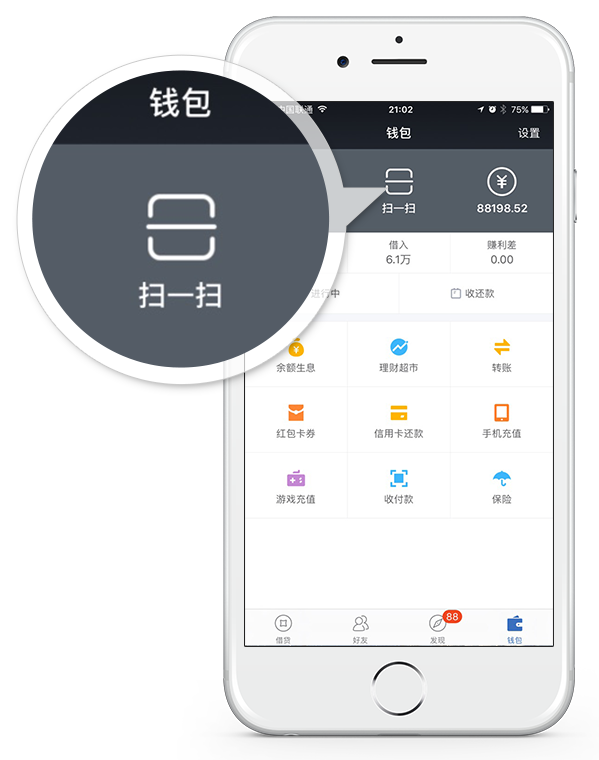 钱包
扫一扫
中国联通 21:02 75%
钱包 设置
扫一扫 88198.52
借入 赚利差
6.1万 0.00
进行中 收还款
余额生息 理财超市 转账
红包卡券 信用卡还款 手机充值
游戏充值 收付款 保险
88
借贷 好友 发现 钱包